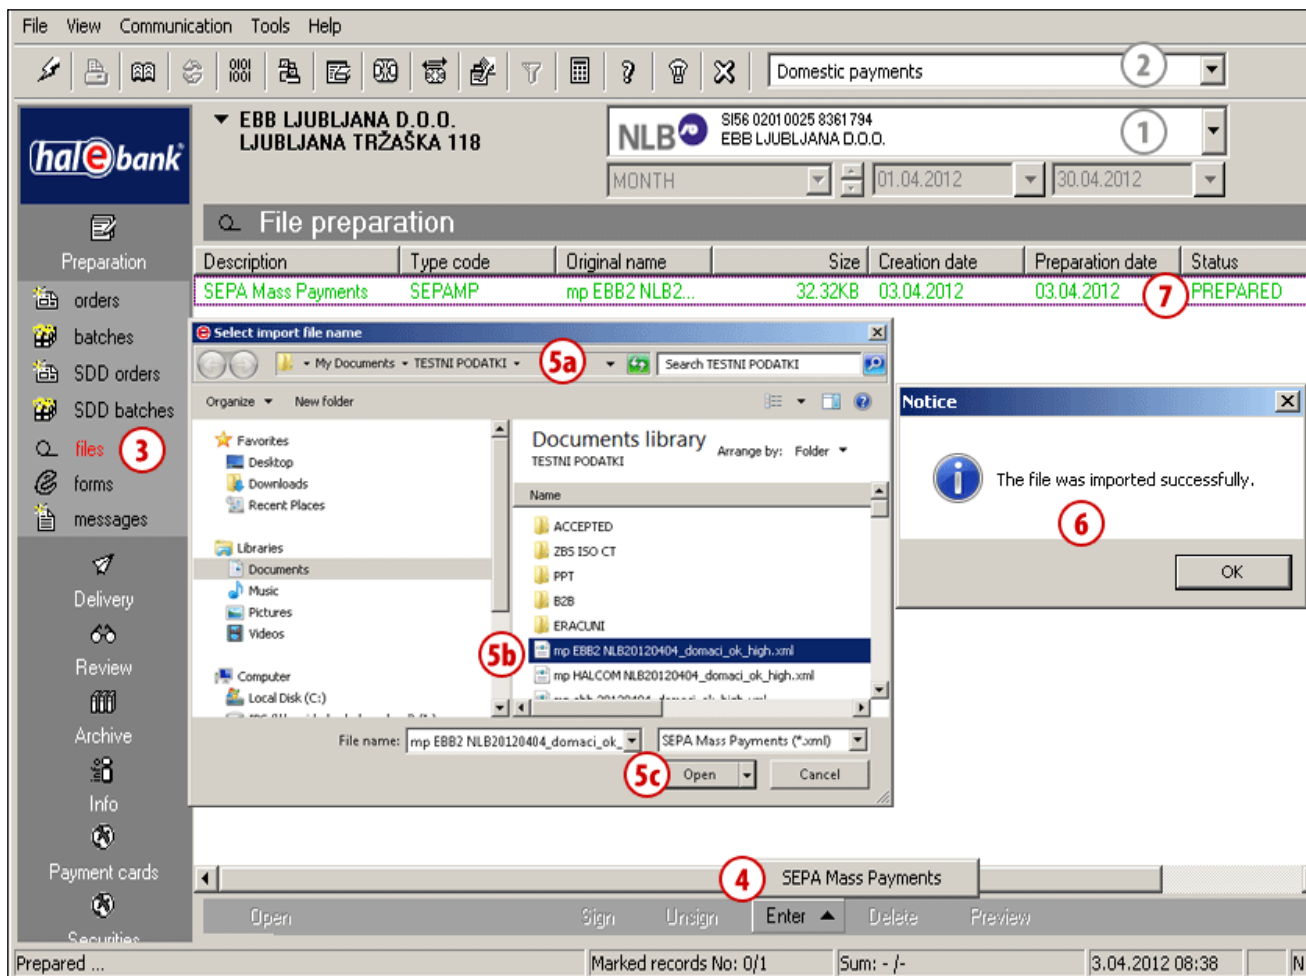 File View Communication Tools Help
Domestic payments 2
hal e bank
EBB LJUBLJANA D.O.O.
LJUBLJANA TRŽAŠKA 118
NLB
SI56 0201 0025 8361 794
EBB LJUBLJANA D.O.O.
1
MONTH 01.04.2012 30.04.2012
File preparation
Preparation
Description Type code Original name Size Creation date Preparation date Status
SEPA Mass Payments SEPAMP mp EBB2 NLB2... 32.32KB 03.04.2012 03.04.2012 7 PREPARED
orders
batches
SDD orders
SDD batches
files 3
forms
messages
Delivery
Review
Archive
Info
Payment cards
Securities
Select import file name
My Documents TESTNI PODATKI 5a Search TESTNI PODATKI
Organize New folder
Favorites
Desktop
Downloads
Recent Places
Libraries
Documents
Music
Pictures
Videos
Computer
Local Disk (C:)
Documents library
TESTNI PODATKI
Arrange by: Folder
Name
ACCEPTED
ZBS ISO CT
PPT
B2B
ERACUNI
5b mp EBB2 NLB20120404_domaci_ok_high.xml
mp HALCOM NLB20120404_domaci_ok_high.xml
File name: mp EBB2 NLB20120404_domaci_ok_ SEPA Mass Payments (*.xml)
5c Open Cancel
Notice
The file was imported successfully.
6
OK
4 SEPA Mass Payments
Open Sign Unsign Enter Delete Preview
Prepared ... Marked records No: 0/1 Sum: - /- 3.04.2012 08:38 N